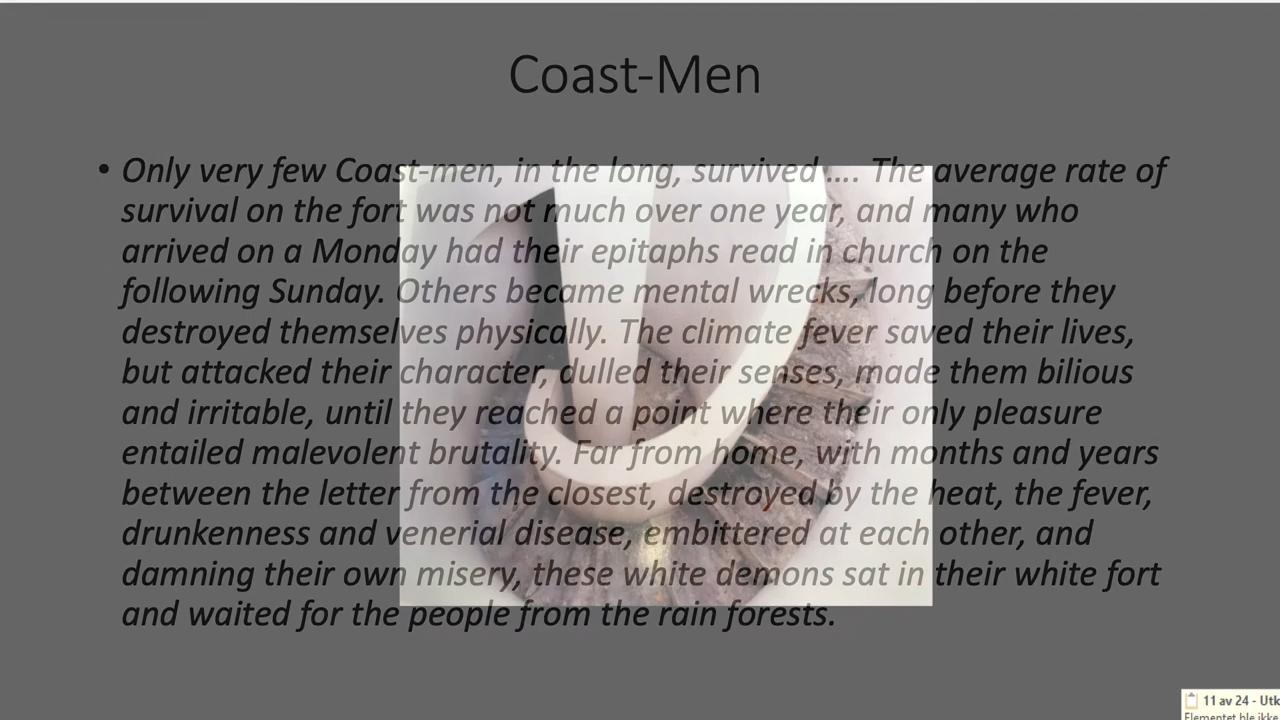 Coast-Men
• Only very few Coast-men, in the long, survived .... The average rate of
survival on the fort was not much over one year, and many who
arrived on a Monday had their epitaphs read in church on the
following Sunday. Others became mental wrecks, long before they
destroyed themselves physically. The climate fever saved their lives,
but attacked their character, dulled their senses, made them bilious
and irritable, until they reached a point where their only pleasure
entailed malevolent brutality. Far from home, with months and years
between the letter from the closest, destroyed by the heat, the fever,
drunkenness and venerial disease, embittered at each other, and
damning their own misery, these white demons sat in their white fort
and waited for the people from the rain forests.
11 av 24 - Utk
Elementet ble ikke